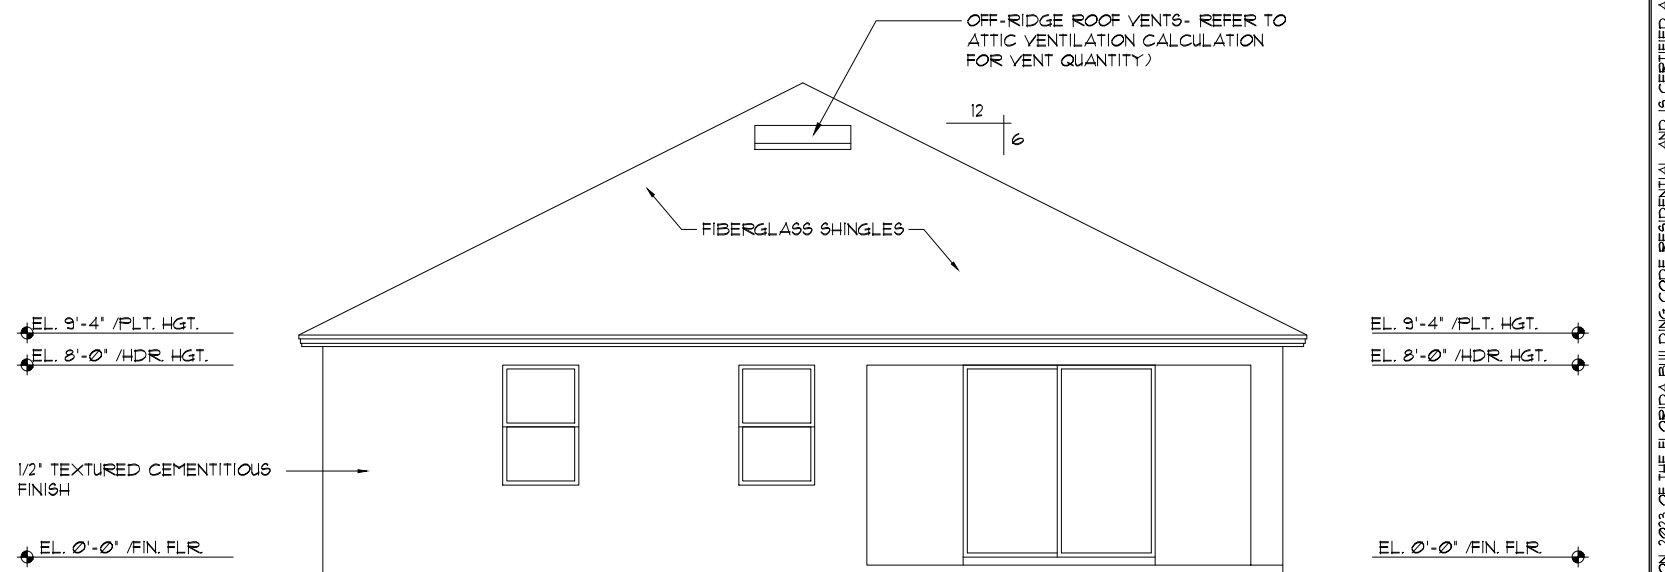 OFF-RIDGE ROOF VENTS- REFER TO
ATTIC VENTILATION CALCULATION
FOR VENT QUANTITY)
12
6
FIBERGLASS SHINGLES
EL. 9'-4" /PLT. HGT.
EL. 8'-0" /HDR. HGT.
EL. 9'-4" /PLT. HGT.
EL. 8'-0" /HDR. HGT.
1/2" TEXTURED CEMENTITIOUS
FINISH
EL. 0'-0" /FIN. FLR.
EL. 0'-0" /FIN. FLR.
2023 OF THE FLORIDA BUILDING CODE RESIDENTIAL AND IS CERTIFIED